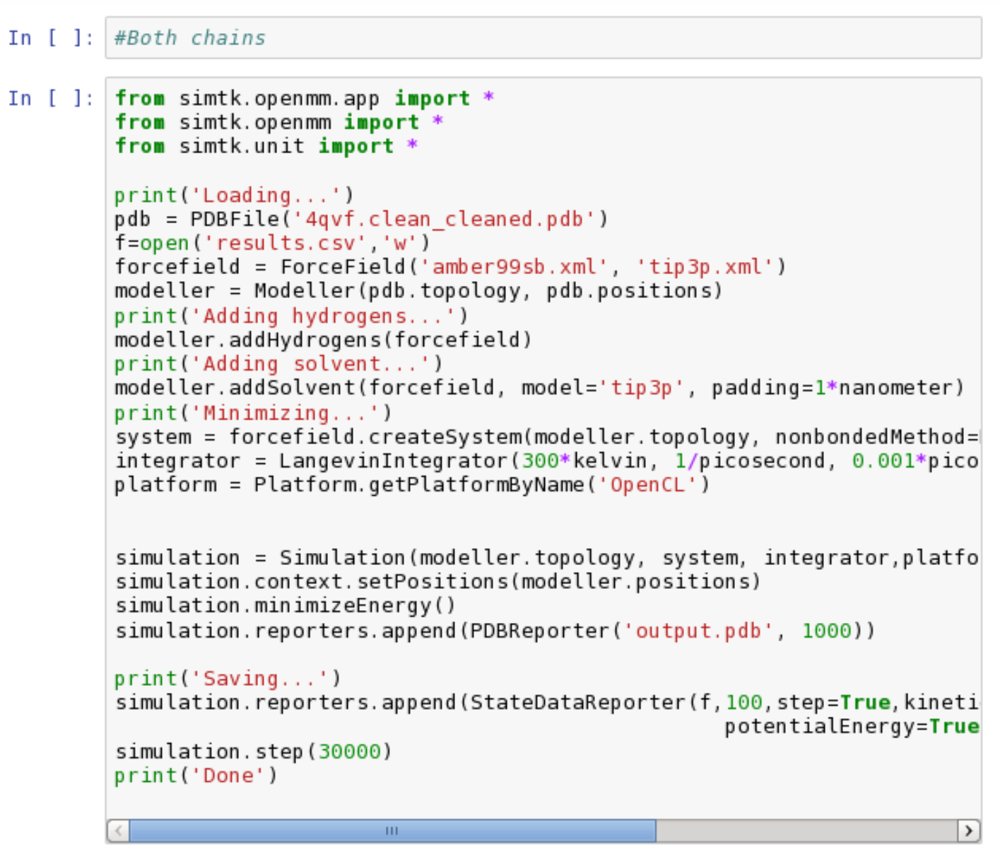 In [ ]: #Both chains
In [ ]: from simtk.openmm.app import *
from simtk.openmm import *
from simtk.unit import *
print('Loading...')
pdb = PDBFile('4qvf.clean_cleaned.pdb')
f=open('results.csv','w')
forcefield = ForceField('amber99sb.xml', 'tip3p.xml')
modeller = Modeller(pdb.topology, pdb.positions)
print('Adding hydrogens...')
modeller.addHydrogens(forcefield)
print('Adding solvent...')
modeller.addSolvent(forcefield, model='tip3p', padding=1*nanometer)
print('Minimizing...')
system = forcefield.createSystem(modeller.topology, nonbondedMethod=
integrator = LangevinIntegrator(300*kelvin, 1/picosecond, 0.001*pico
platform = Platform.getPlatformByName('OpenCL')
simulation = Simulation(modeller.topology, system, integrator,platfo
simulation.context.setPositions(modeller.positions)
simulation.minimizeEnergy()
simulation.reporters.append(PDBReporter('output.pdb', 1000))
print('Saving...')
simulation.reporters.append(StateDataReporter(f,100,step=True,kineti
potentialEnergy=True
simulation.step(30000)
print('Done')